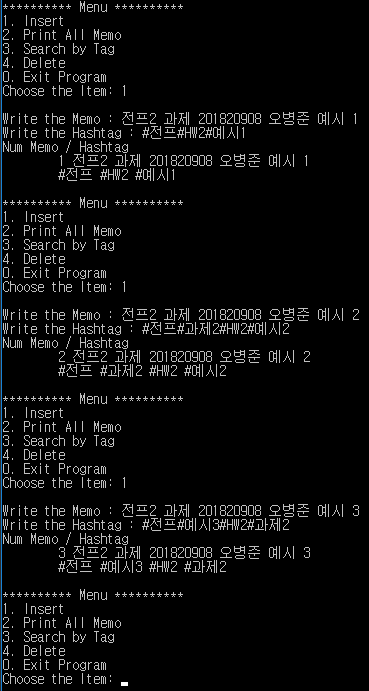 ********** Menu **********
1. Insert
2. Print All Memo
3. Search by Tag
4. Delete
0. Exit Program
Choose the Item: 1
Write the Memo : 전프2 과제 201820908 오병준 예시 1
Write the Hashtag : #전프#HW2#예시1
Num Memo / Hashtag
1 전프2 과제 201820908 오병준 예시 1
#전프 #HW2 #예시1
********** Menu **********
1. Insert
2. Print All Memo
3. Search by Tag
4. Delete
0. Exit Program
Choose the Item: 1
Write the Memo : 전프2 과제 201820908 오병준 예시 2
Write the Hashtag : #전프#과제2#HW2#예시2
Num Memo / Hashtag
2 전프2 과제 201820908 오병준 예시 2
#전프 #과제2 #HW2 #예시2
********** Menu **********
1. Insert
2. Print All Memo
3. Search by Tag
4. Delete
0. Exit Program
Choose the Item: 1
Write the Memo : 전프2 과제 201820908 오병준 예시 3
Write the Hashtag : #전프#예시3#HW2#과제2
Num Memo / Hashtag
3 전프2 과제 201820908 오병준 예시 3
#전프 #예시3 #HW2 #과제2
********** Menu **********
1. Insert
2. Print All Memo
3. Search by Tag
4. Delete
0. Exit Program
Choose the Item: